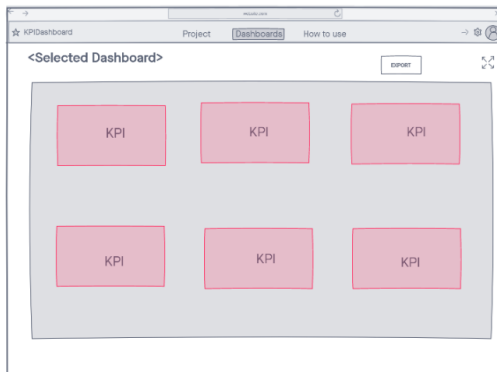 KPIDashboard
Project Dashboards How to use
<Selected Dashboard>
EXPORT
KPI KPI KPI
KPI KPI KPI